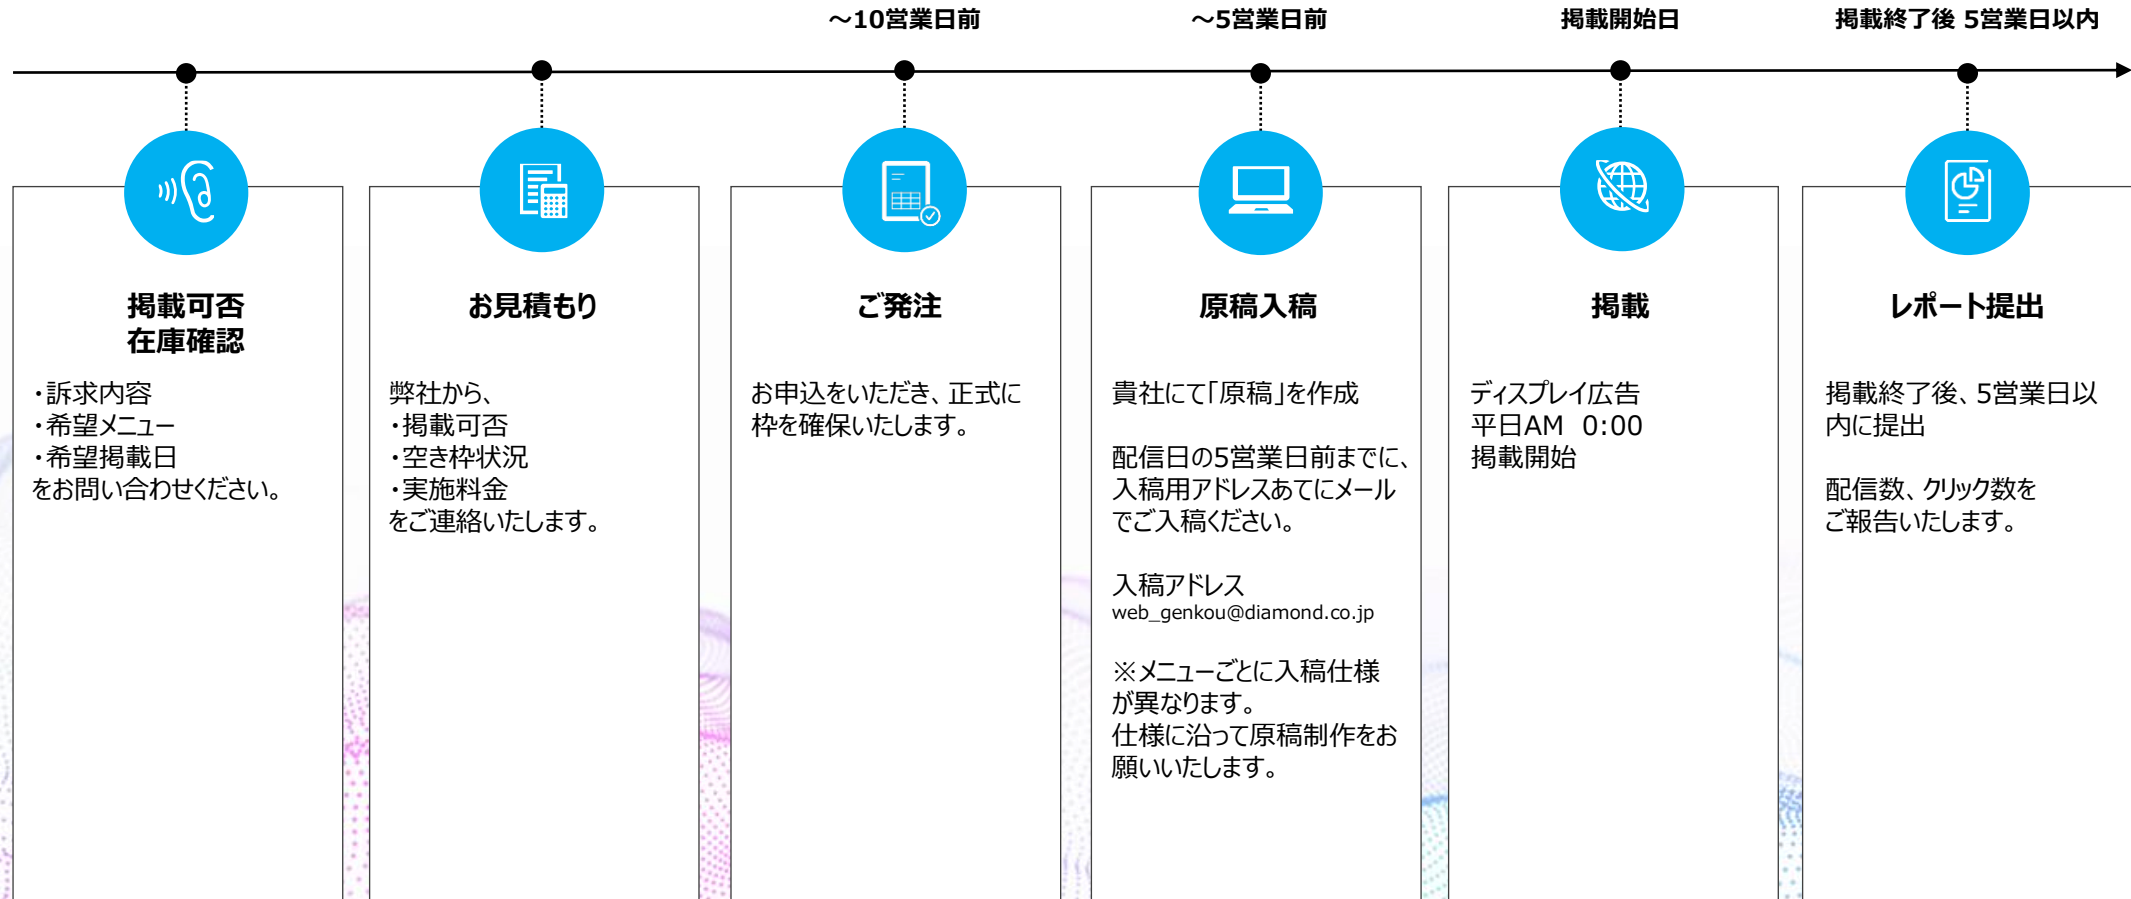 ～10営業日前
～5営業日前
掲載開始日
掲載終了後 5営業日以内
掲載可否
在庫確認
・訴求内容
・希望メニュー
・希望掲載日
をお問い合わせください。
お見積もり
弊社から、
・掲載可否
・空き枠状況
・実施料金
をご連絡いたします。
ご発注
お申込をいただき、正式に
枠を確保いたします。
原稿入稿
貴社にて「原稿」を作成
配信日の5営業日前までに、
入稿用アドレスあてにメール
でご入稿ください。
入稿アドレス
web_genkou@diamond.co.jp
※メニューごとに入稿仕様
が異なります。
仕様に沿って原稿制作をお
願いいたします。
掲載
ディスプレイ広告
平日AM 0:00
掲載開始
レポート提出
掲載終了後、5営業日以
内に提出
配信数、クリック数を
ご報告いたします。